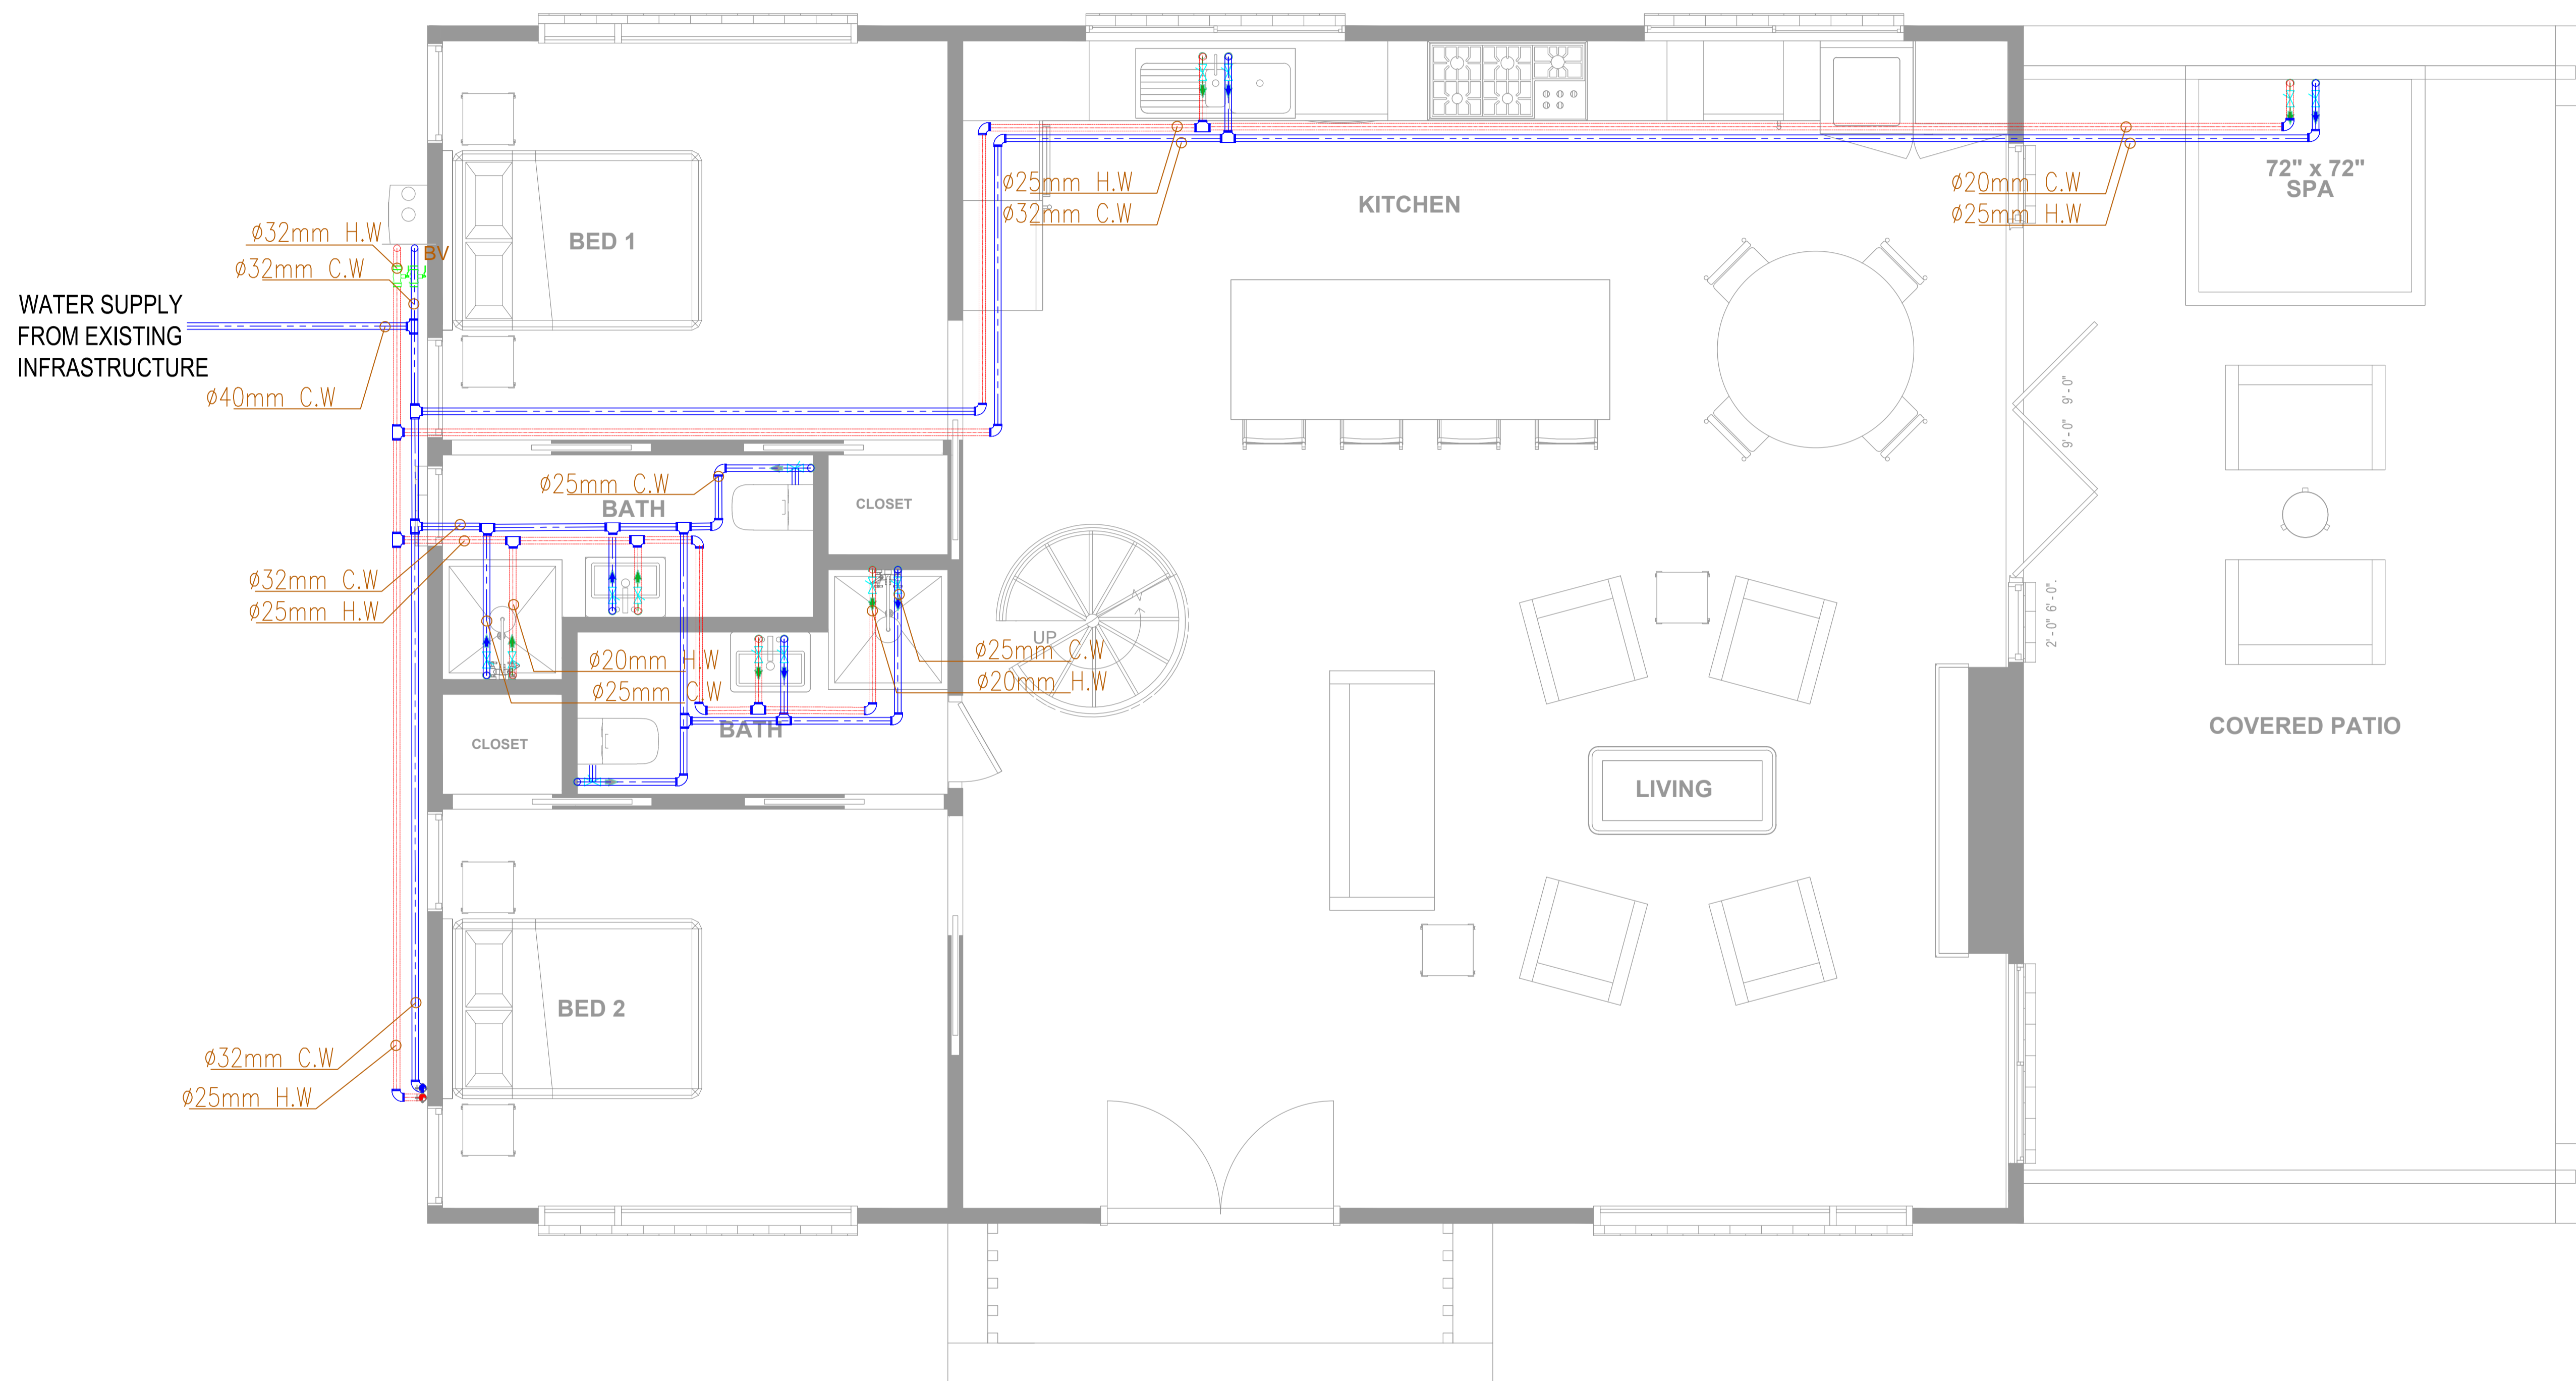 72" x 72"
SPA
Ø25mm H.W
Ø32mm C.W
KITCHEN
Ø20mm C.W
Ø25mm H.W
Ø32mm H.W
BV
Ø32mm C.W
BED 1
WATER SUPPLY
FROM EXISTING
INFRASTRUCTURE
Ø40mm C.W
9'-0" 9'-0"
Ø25mm C.W
BATH
CLOSET
Ø32mm C.W
Ø25mm H.W
UP
N
2'-0" 6'-0".
Ø20mm H.W
Ø25mm C.W
Ø25mm C.W
Ø20mm H.W
BATH
CLOSET
COVERED PATIO
LIVING
BED 2
Ø32mm C.W
Ø25mm H.W